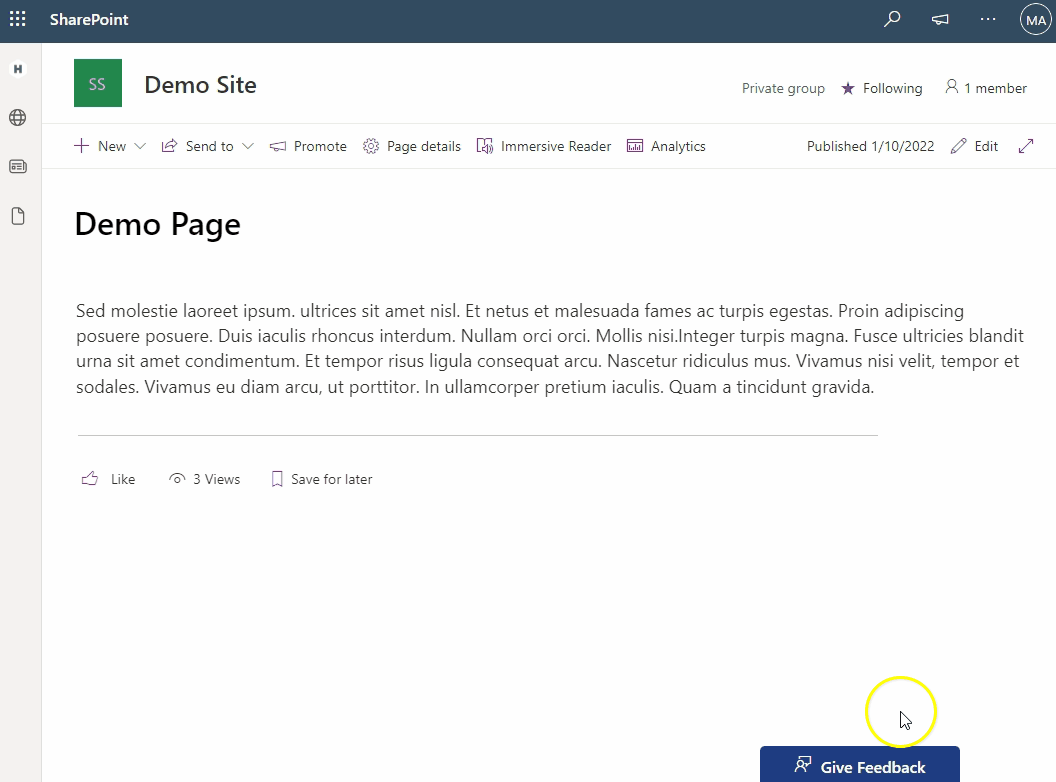 SharePoint
MA
H
SS
Demo Site
Private group
Following
1 member
New
Send to
Promote
Page details
Immersive Reader
Analytics
Published 1/10/2022
Edit
Demo Page
Sed molestie laoreet ipsum. ultrices sit amet nisl. Et netus et malesuada fames ac turpis egestas. Proin adipiscing
posuere posuere. Duis iaculis rhoncus interdum. Nullam orci orci. Mollis nisi.Integer turpis magna. Fusce ultricies blandit
urna sit amet condimentum. Et tempor risus ligula consequat arcu. Nascetur ridiculus mus. Vivamus nisi velit, tempor et
sodales. Vivamus eu diam arcu, ut porttitor. In ullamcorper pretium iaculis. Quam a tincidunt gravida.
Like
3 Views
Save for later
Give Feedback